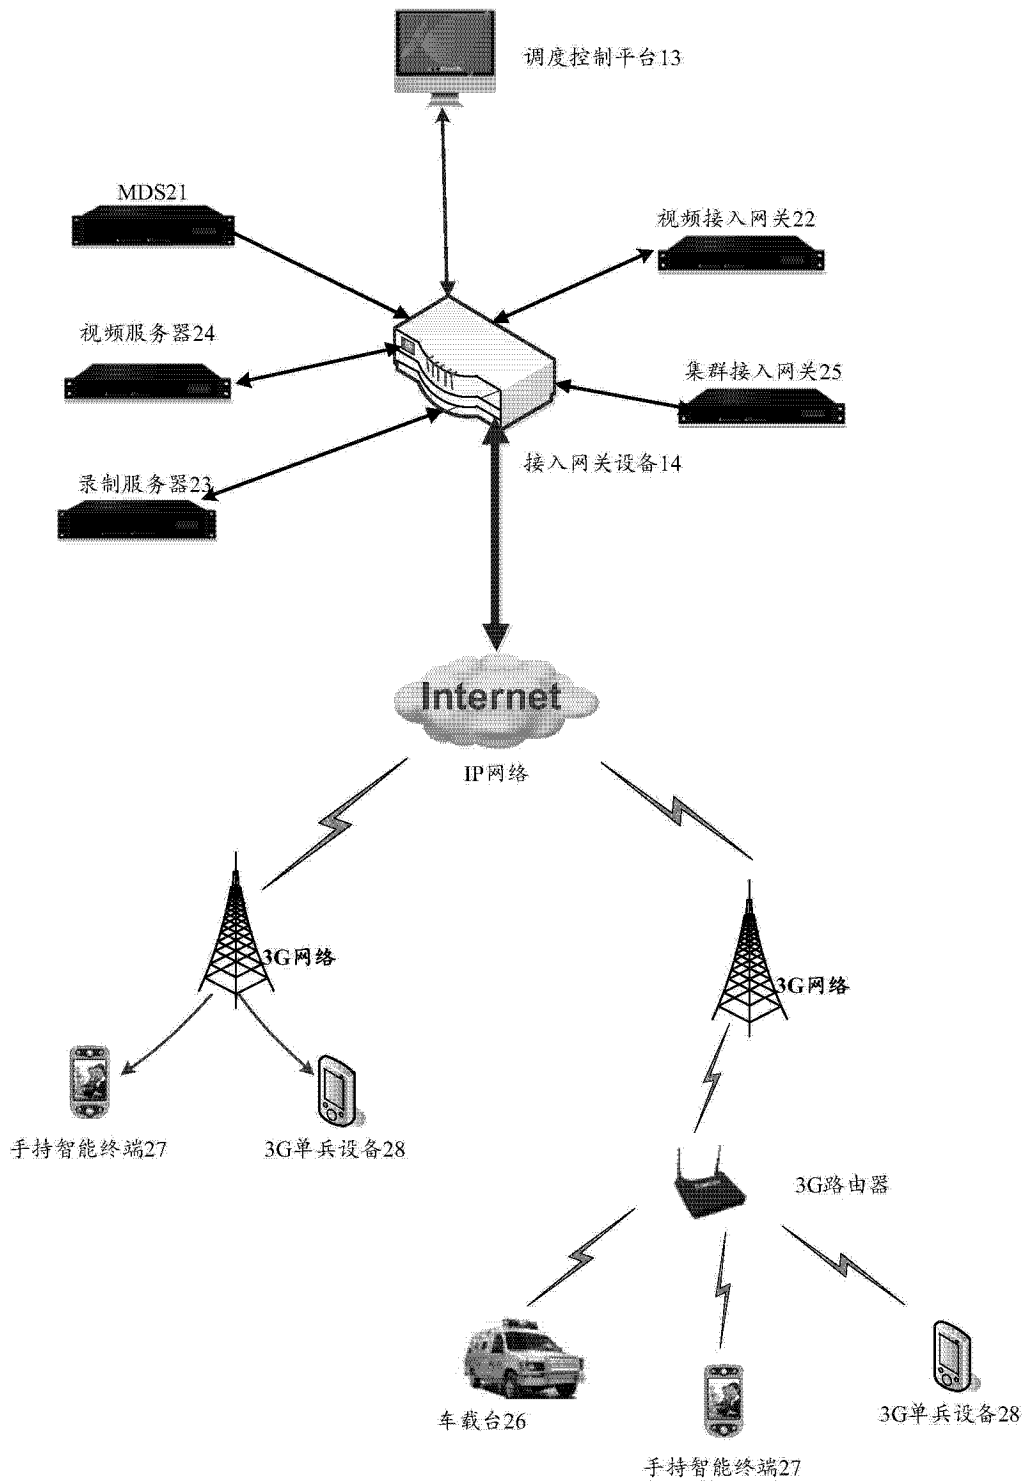 调度控制平台13
MDS21
视频接入网关22
视频服务器24
集群接入网关25
接入网关设备14
录制服务器23
Internet
IP网络
3G网络
3G网络
手持智能终端27
3G单兵设备28
3G路由器
车载台26
3G单兵设备28
手持智能终端27